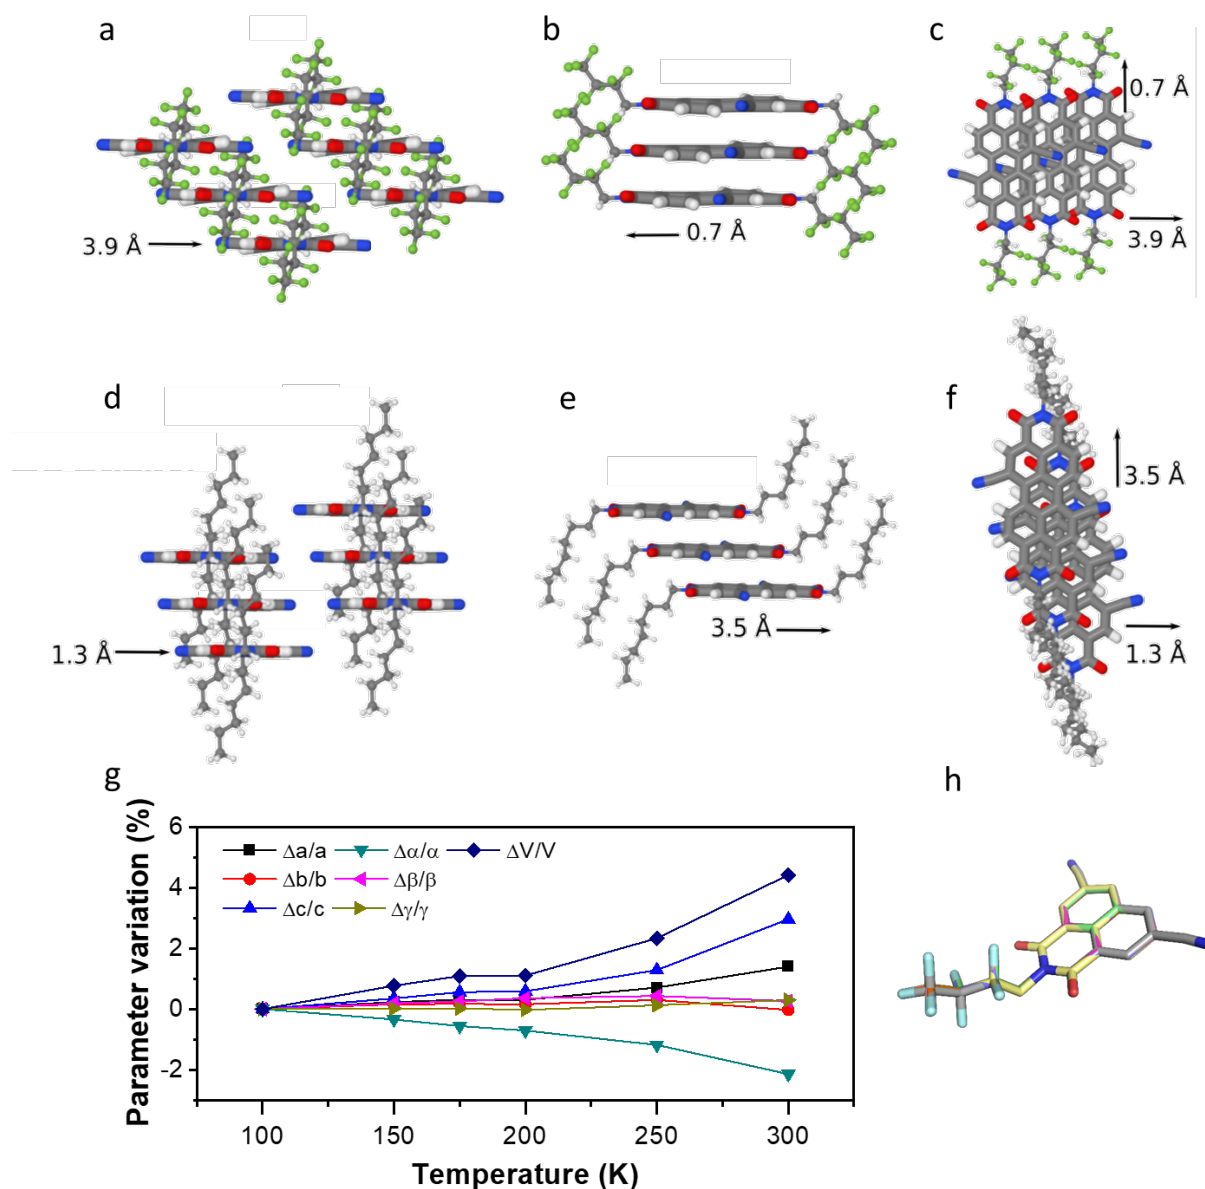 a
b
c
3.9 Å
0.7 Å
0.7 Å
3.9 Å
d
e
f
1.3 Å
3.5 Å
3.5 Å
1.3 Å
g
h
Parameter variation (%)
6
4
2
0
-2
Δa/a
Δα/α
ΔV/V
Δb/b
Δβ/β
Δc/c
Δγ/γ
100
150
200
250
300
Temperature (K)